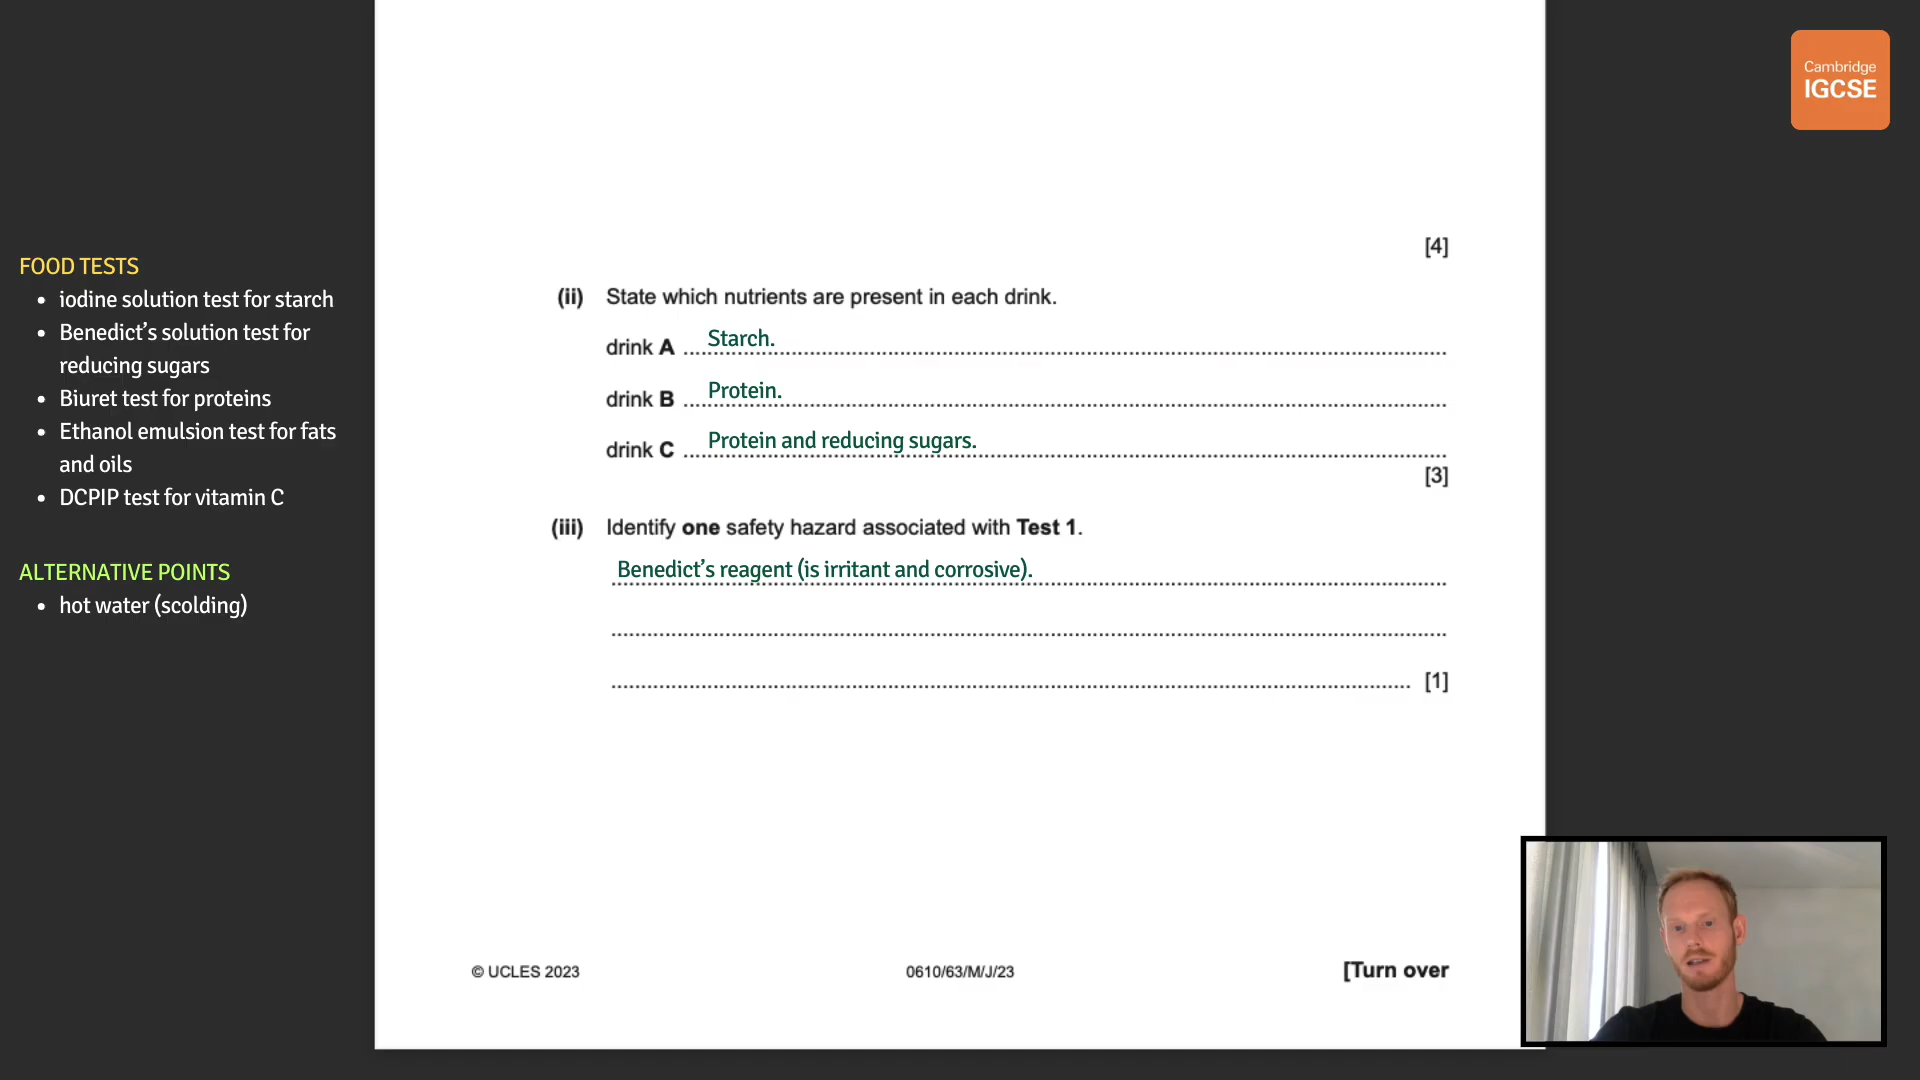 Cambridge
IGCSE
FOOD TESTS
• iodine solution test for starch
• Benedict’s solution test for
reducing sugars
• Biuret test for proteins
• Ethanol emulsion test for fats
and oils
• DCPIP test for vitamin C
ALTERNATIVE POINTS
• hot water (scolding)
[4]
(ii) State which nutrients are present in each drink.
drink A Starch.
drink B Protein.
drink C Protein and reducing sugars.
[3]
(iii) Identify one safety hazard associated with Test 1.
Benedict’s reagent (is irritant and corrosive).
[1]
© UCLES 2023 0610/63/M/J/23 [Turn over